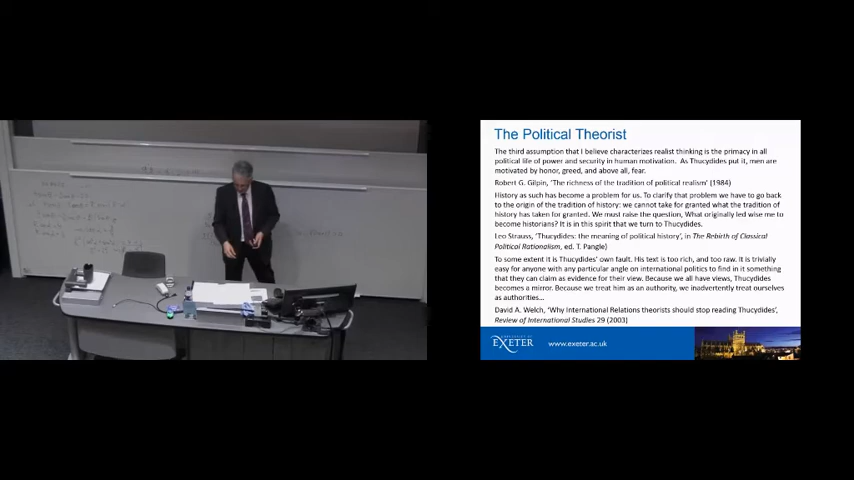 The Political Theorist
The third assumption that I believe characterizes realist thinking is the primacy in all
political life of power and security in human motivation. As Thucydides put it, men are
motivated by honor, greed, and above all, fear.
Robert G. Gilpin, 'The richness of the tradition of political realism' (1984)
History as such has become a problem for us. To clarify that problem we have to go back
to the origin of the tradition of history: we cannot take for granted what the tradition of
history has taken for granted. We must raise the question, What originally led wise me to
become historians? It is in this spirit that we turn to Thucydides.
Leo Strauss, 'Thucydides: the meaning of political history', in The Rebirth of Classical
Political Rationalism, ed. T. Pangle)
To some extent it is Thucydides' own fault. His text is too rich, and too raw. It is trivially
easy for anyone with any particular angle on international politics to find in it something
that they can claim as evidence for their view. Because we all have views, Thucydides
becomes a mirror. Because we treat him as an authority, we inadvertently treat ourselves
as authorities...
David A. Welch, 'Why International Relations theorists should stop reading Thucydides',
Review of International Studies 29 (2003)
EXETER
www.exeter.ac.uk